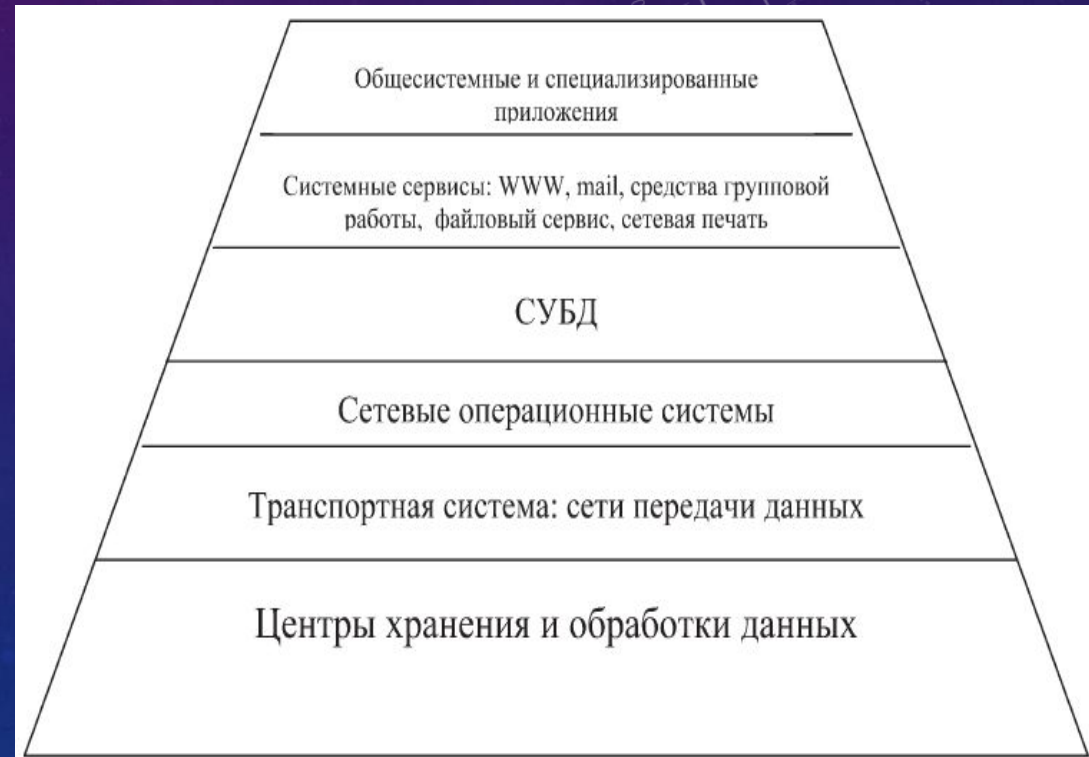 Общесистемные и специализированные
приложения
Системные сервисы: WWW, mail, средства групповой
работы, файловый сервис, сетевая печать
СУБД
Сетевые операционные системы
Транспортная система: сети передачи данных
Центры хранения и обработки данных